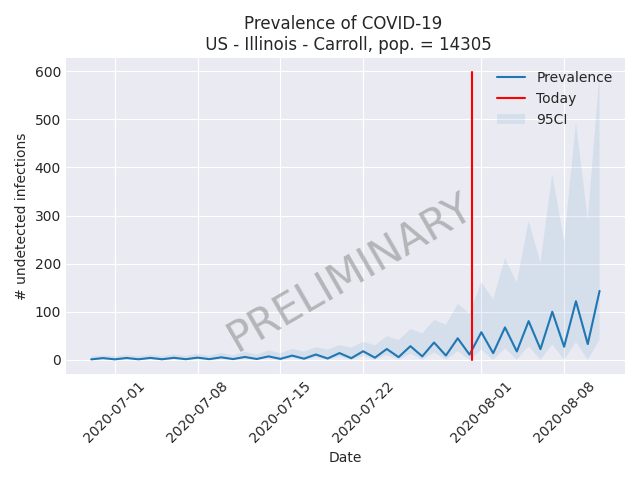 Prevalence of COVID-19
US - Illinois - Carroll, pop. = 14305
600
500
400
300
200
100
0
# undetected infections
Prevalence
Today
95CI
PRELIMINARY
2020-07-01
2020-07-08
2020-07-15
2020-07-22
2020-08-01
2020-08-08
Date